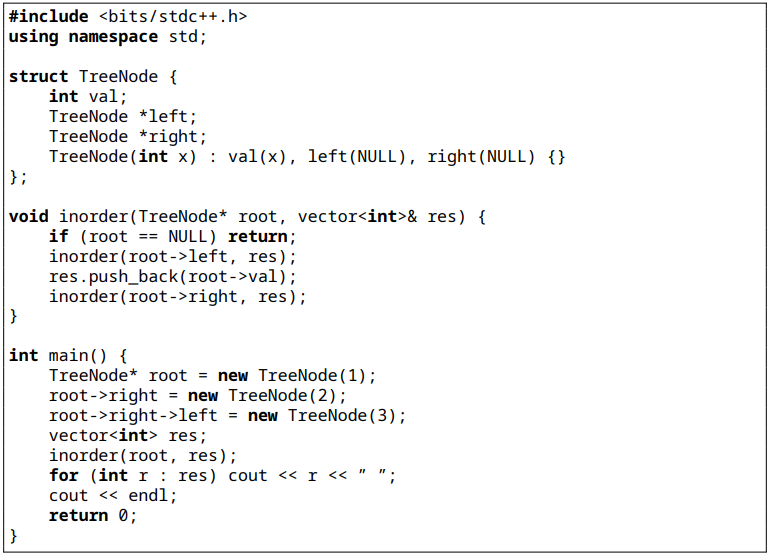 #include <bits/stdc++.h>
using namespace std;

struct TreeNode {
    int val;
    TreeNode *left;
    TreeNode *right;
    TreeNode(int x) : val(x), left(NULL), right(NULL) {}
};

void inorder(TreeNode* root, vector<int>& res) {
    if (root == NULL) return;
    inorder(root->left, res);
    res.push_back(root->val);
    inorder(root->right, res);
}

int main() {
    TreeNode* root = new TreeNode(1);
    root->right = new TreeNode(2);
    root->right->left = new TreeNode(3);
    vector<int> res;
    inorder(root, res);
    for (int r : res) cout << r << ” ”;
    cout << endl;
    return 0;
}